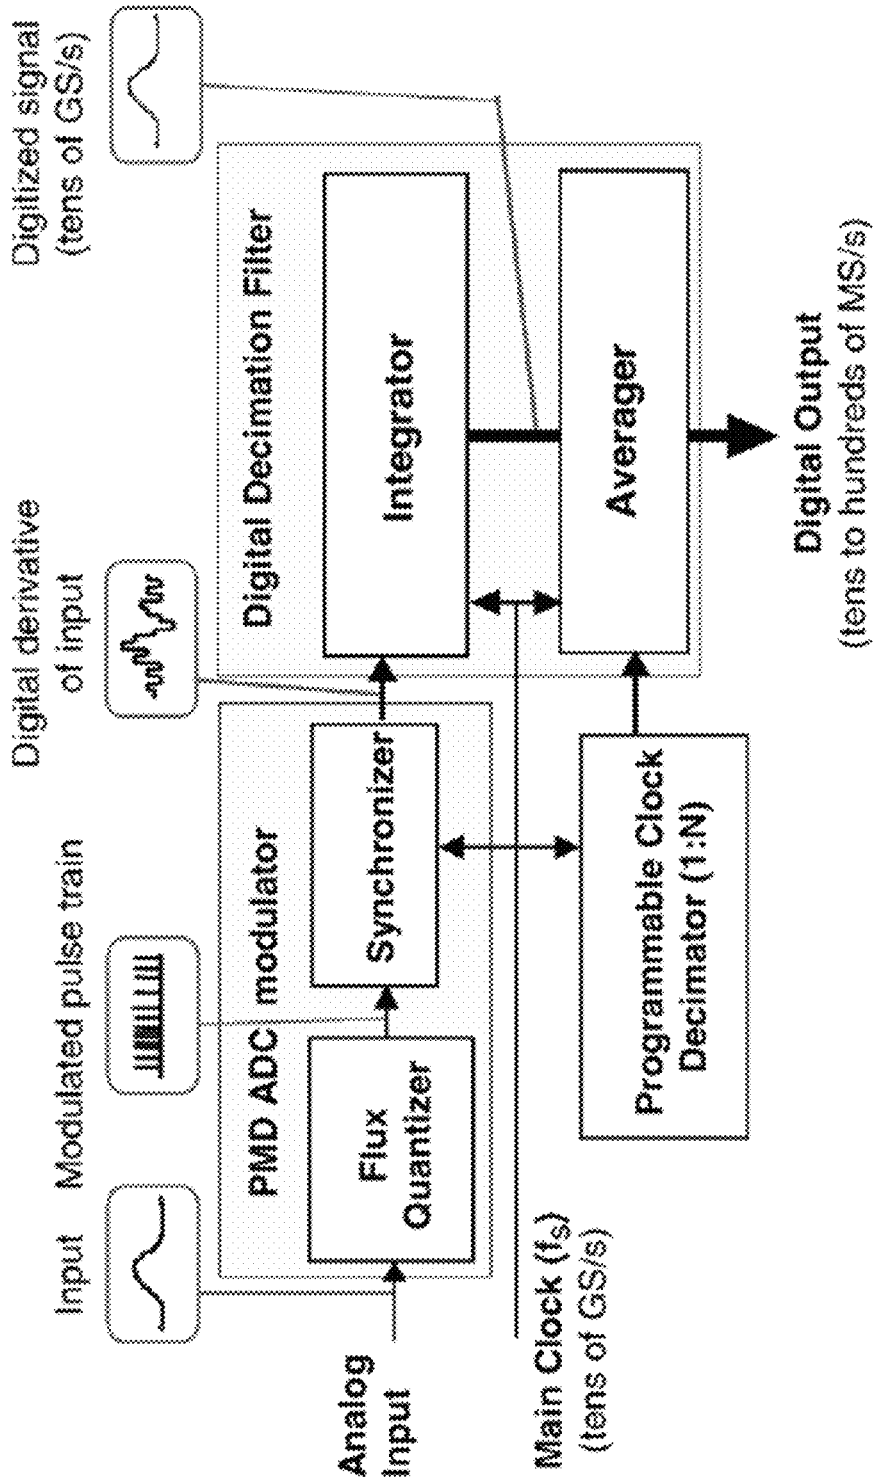 Input
Modulated pulse train
Digital derivative
of input
Digitized signal
(tens of GS/s)
PMD ADC modulator
Digital Decimation Filter
Analog
Input
Flux
Quantizer
Synchronizer
Integrator
Main Clock (fS)
(tens of GS/s)
Programmable Clock
Decimator (1:N)
Averager
Digital Output
(tens to hundreds of MS/s)